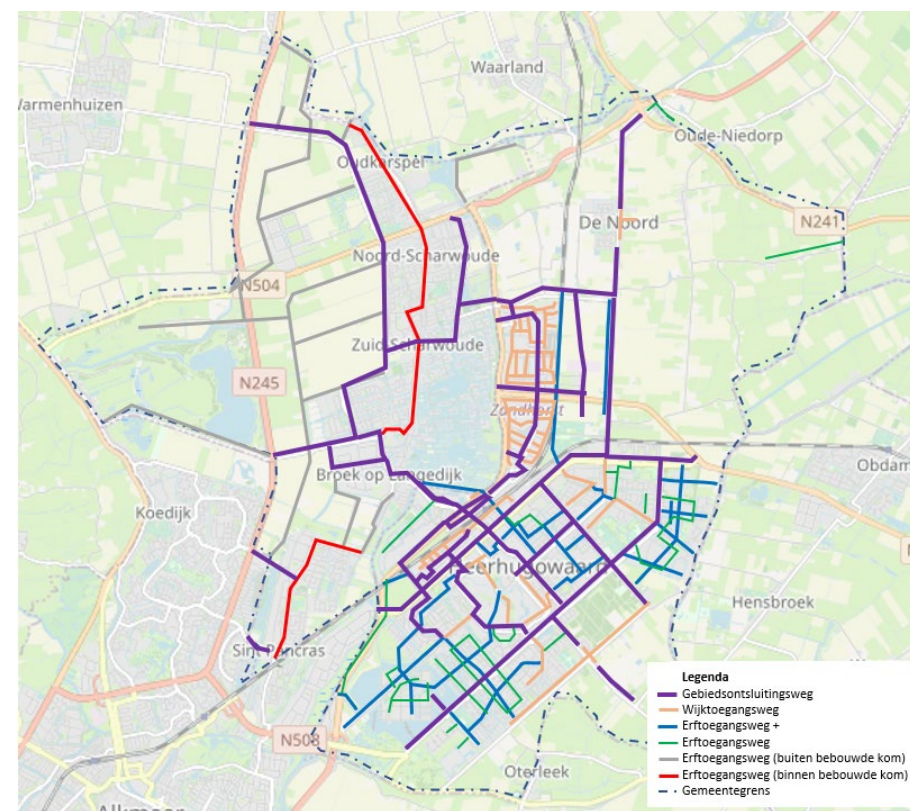 Waarland
Warmenhuizen
Oude-Niedorp
Oudkarspel
De Noord
N241
Noord-Scharwoude
N504
Zuid-Scharwoude
N245
Zandhorst
Broek op Langedijk
Obdam
Koedijk
Heerhugowaard
Hensbroek
Sint Pancras
N508
Oterleek
Alkmaar
Legenda
Gebiedsontsluitingsweg
Wijktoegangsweg
Erftoegangsweg +
Erftoegangsweg
Erftoegangsweg (buiten bebouwde kom)
Erftoegangsweg (binnen bebouwde kom)
Gemeentegrens